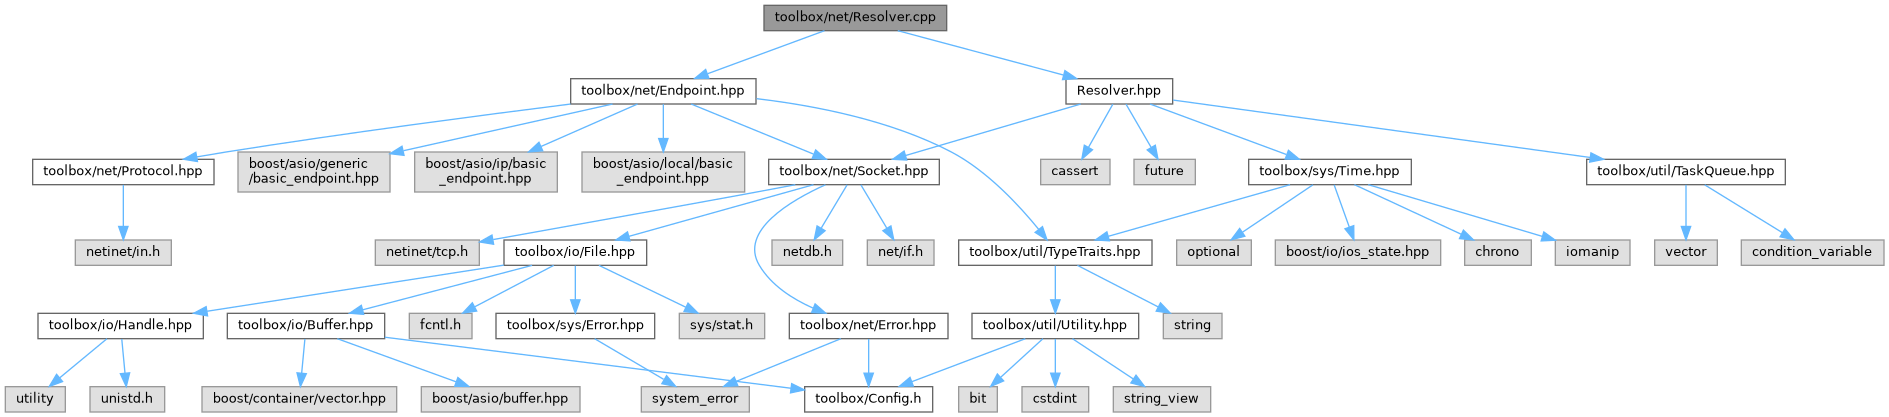 toolbox/net/Resolver.cpp
toolbox/net/Endpoint.hpp
Resolver.hpp
toolbox/net/Protocol.hpp
boost/asio/generic
/basic_endpoint.hpp
boost/asio/ip/basic
_endpoint.hpp
boost/asio/local/basic
_endpoint.hpp
toolbox/net/Socket.hpp
cassert
future
toolbox/sys/Time.hpp
toolbox/util/TaskQueue.hpp
netinet/in.h
netinet/tcp.h
toolbox/io/File.hpp
netdb.h
net/if.h
toolbox/util/TypeTraits.hpp
optional
boost/io/ios_state.hpp
chrono
iomanip
vector
condition_variable
toolbox/io/Handle.hpp
toolbox/io/Buffer.hpp
fcntl.h
toolbox/sys/Error.hpp
sys/stat.h
toolbox/net/Error.hpp
toolbox/util/Utility.hpp
string
utility
unistd.h
boost/container/vector.hpp
boost/asio/buffer.hpp
system_error
toolbox/Config.h
bit
cstdint
string_view